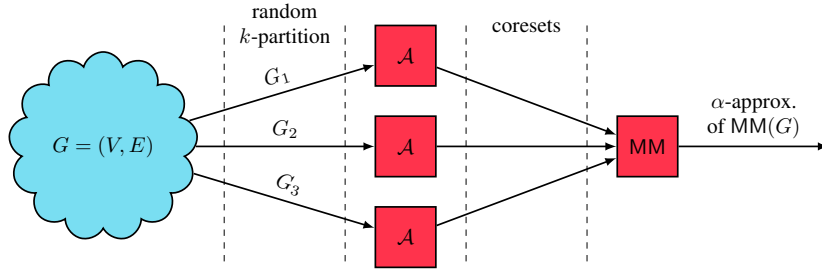 random
k-partition
coresets
G₁
𝒜
α-approx.
of MM(G)
G = (V, E)
G₂
𝒜
MM
G₃
𝒜